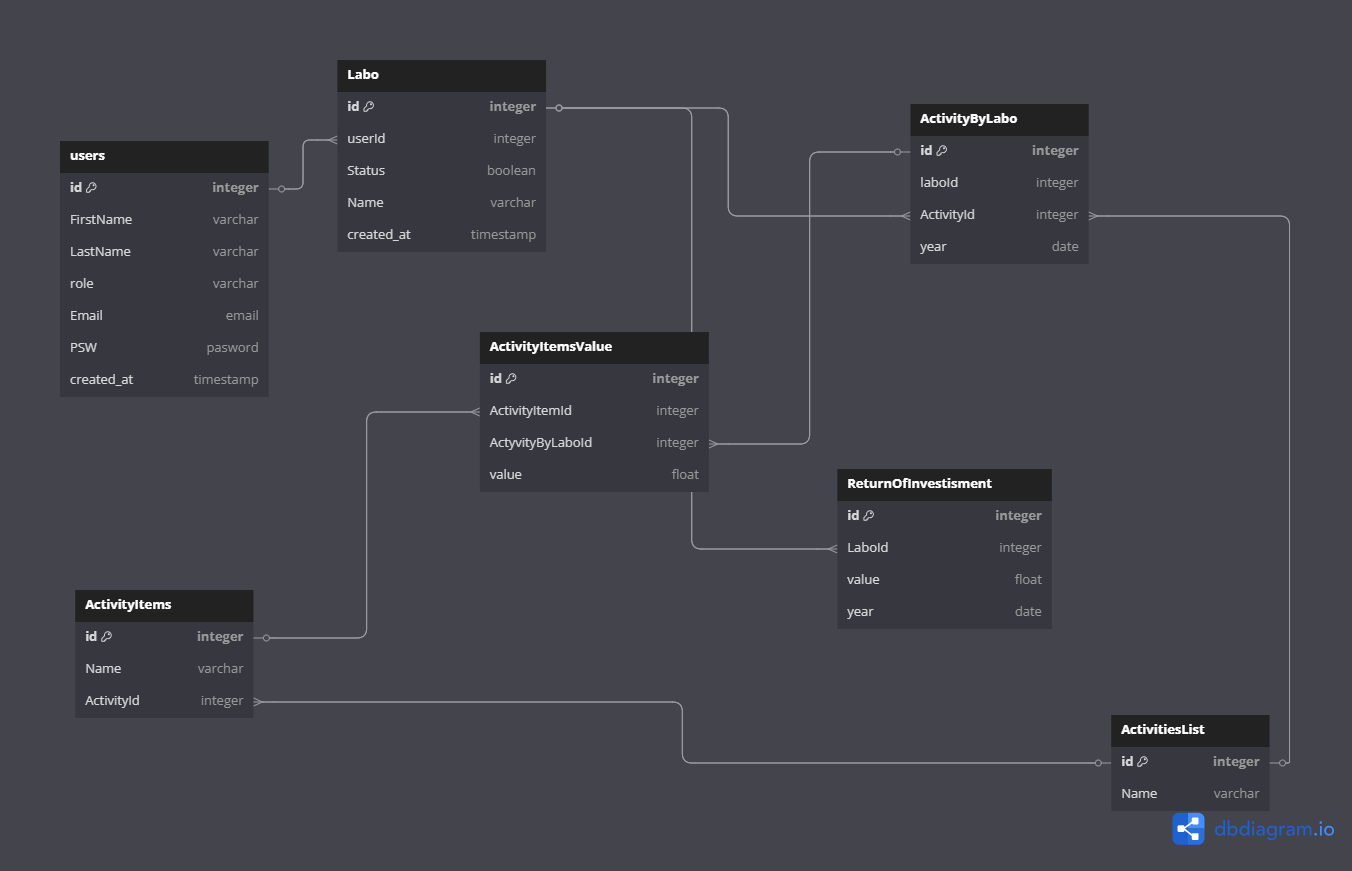 Labo
id integer
userId integer
Status boolean
Name varchar
created_at timestamp
users
id integer
FirstName varchar
LastName varchar
role varchar
Email email
PSW pasword
created_at timestamp
ActivityByLabo
id integer
laboId integer
ActivityId integer
year date
ActivityItemsValue
id integer
ActivityItemId integer
ActyvityByLaboId integer
value float
ReturnOfInvestisment
id integer
LaboId integer
value float
year date
ActivityItems
id integer
Name varchar
ActivityId integer
ActivitiesList
id integer
Name varchar
dbdiagram.io